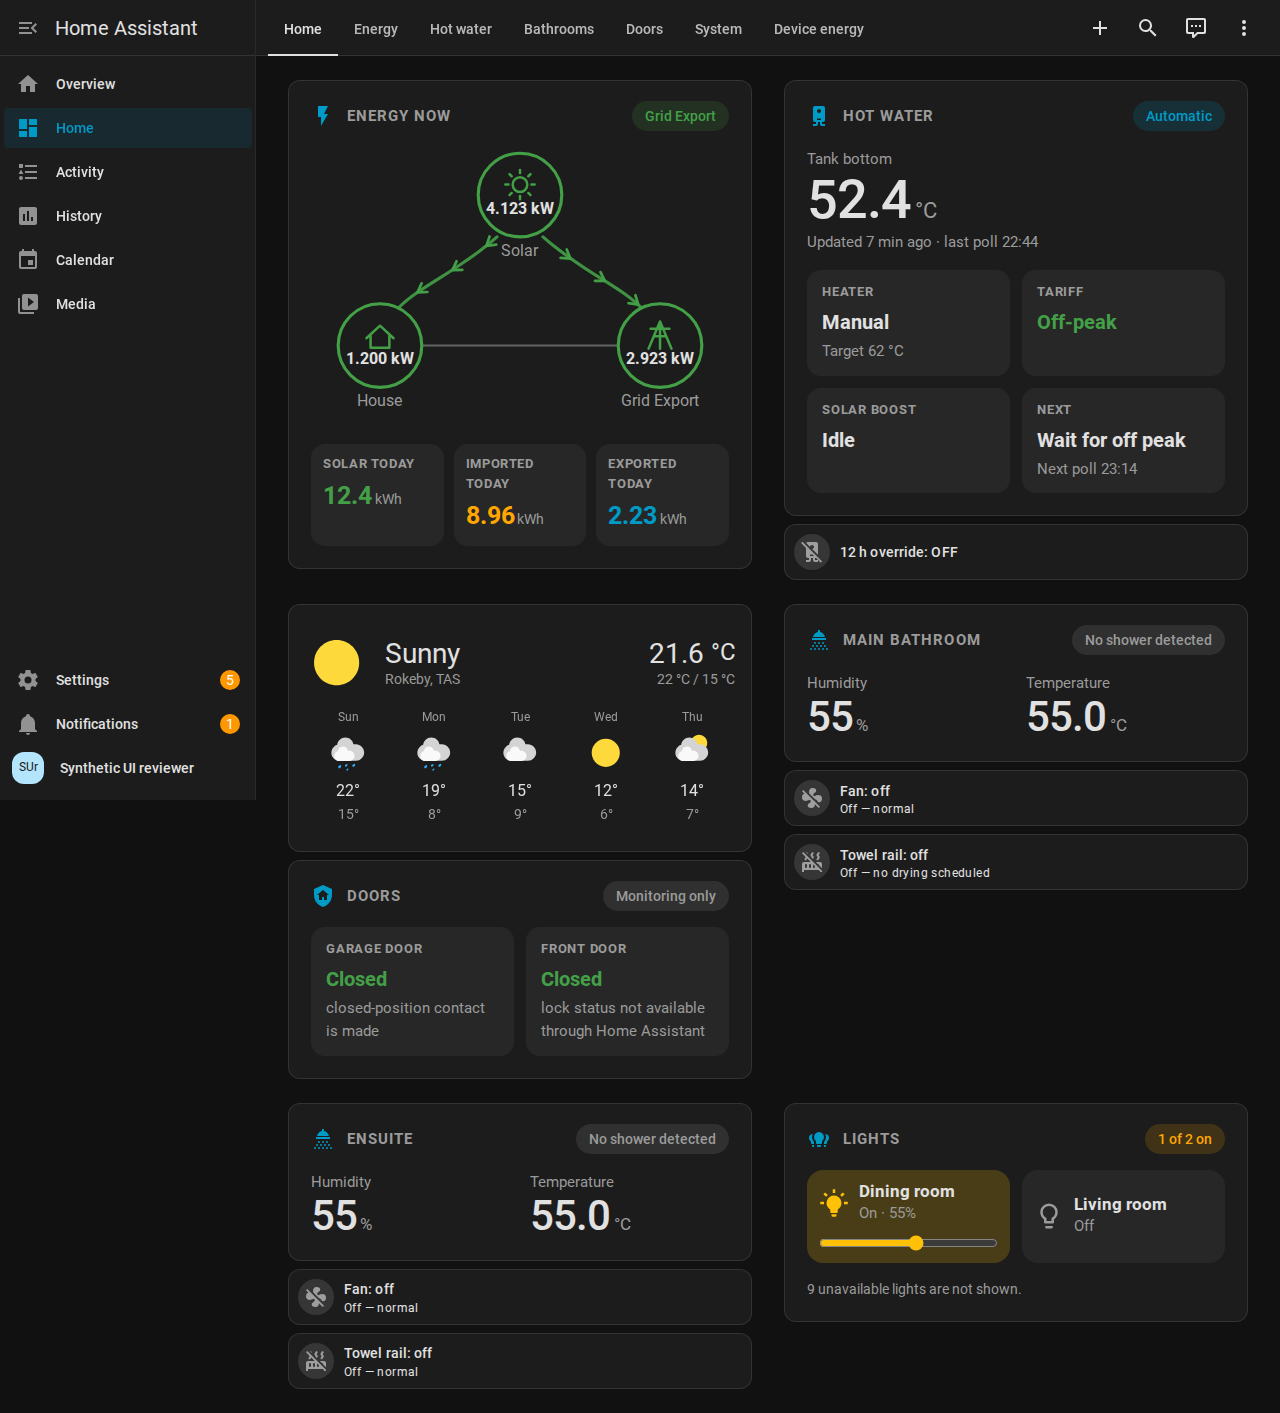 Home Assistant
Home
Energy
Hot water
Bathrooms
Doors
System
Device energy
Overview
Home
Activity
History
Calendar
Media
Settings
5
Notifications
1
SUr
Synthetic UI reviewer
ENERGY NOW
Grid Export
4.123 kW
Solar
1.200 kW
House
2.923 kW
Grid Export
SOLAR TODAY
12.4 kWh
IMPORTED
TODAY
8.96 kWh
EXPORTED
TODAY
2.23 kWh
HOT WATER
Automatic
Tank bottom
52.4 °C
Updated 7 min ago · last poll 22:44
HEATER
Manual
Target 62 °C
TARIFF
Off-peak
SOLAR BOOST
Idle
NEXT
Wait for off peak
Next poll 23:14
12 h override: OFF
Sunny
Rokeby, TAS
21.6 °C
22 °C / 15 °C
Sun
Mon
Tue
Wed
Thu
22°
19°
15°
12°
14°
15°
8°
9°
6°
7°
MAIN BATHROOM
No shower detected
Humidity
55 %
Temperature
55.0 °C
Fan: off
Off – normal
Towel rail: off
Off – no drying scheduled
DOORS
Monitoring only
GARAGE DOOR
Closed
closed-position contact
is made
FRONT DOOR
Closed
lock status not available
through Home Assistant
ENSUITE
No shower detected
Humidity
55 %
Temperature
55.0 °C
Fan: off
Off – normal
Towel rail: off
Off – normal
LIGHTS
1 of 2 on
Dining room
On · 55%
Living room
Off
9 unavailable lights are not shown.